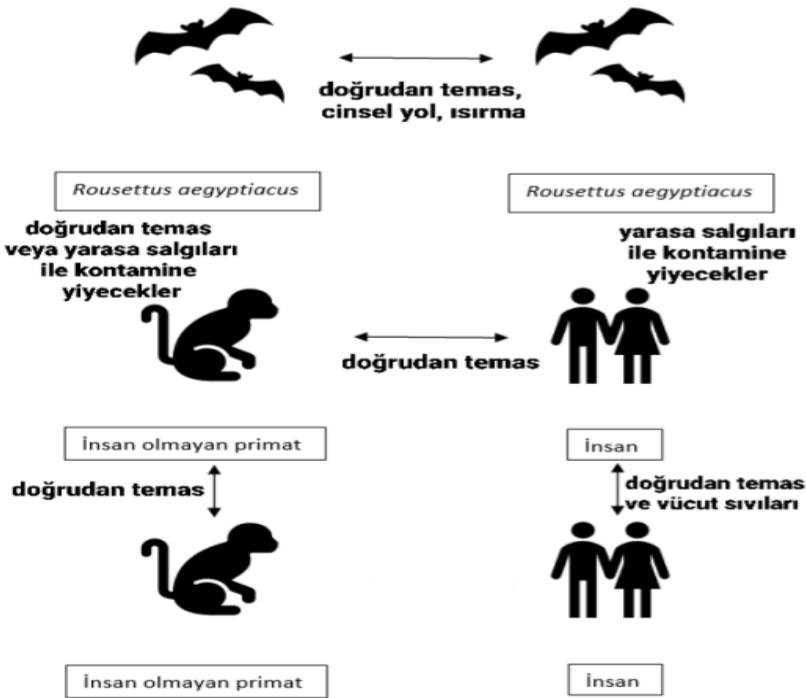 doğrudan temas,
cinsel yol, ısırma
Rousettus aegyptiacus
Rousettus aegyptiacus
doğrudan temas
veya yarasa salgıları
ile kontamine
yiyecekler
yarasa salgıları
ile kontamine
yiyecekler
doğrudan temas
İnsan olmayan primat
İnsan
doğrudan temas
doğrudan temas
ve vücut sıvıları
İnsan olmayan primat
İnsan